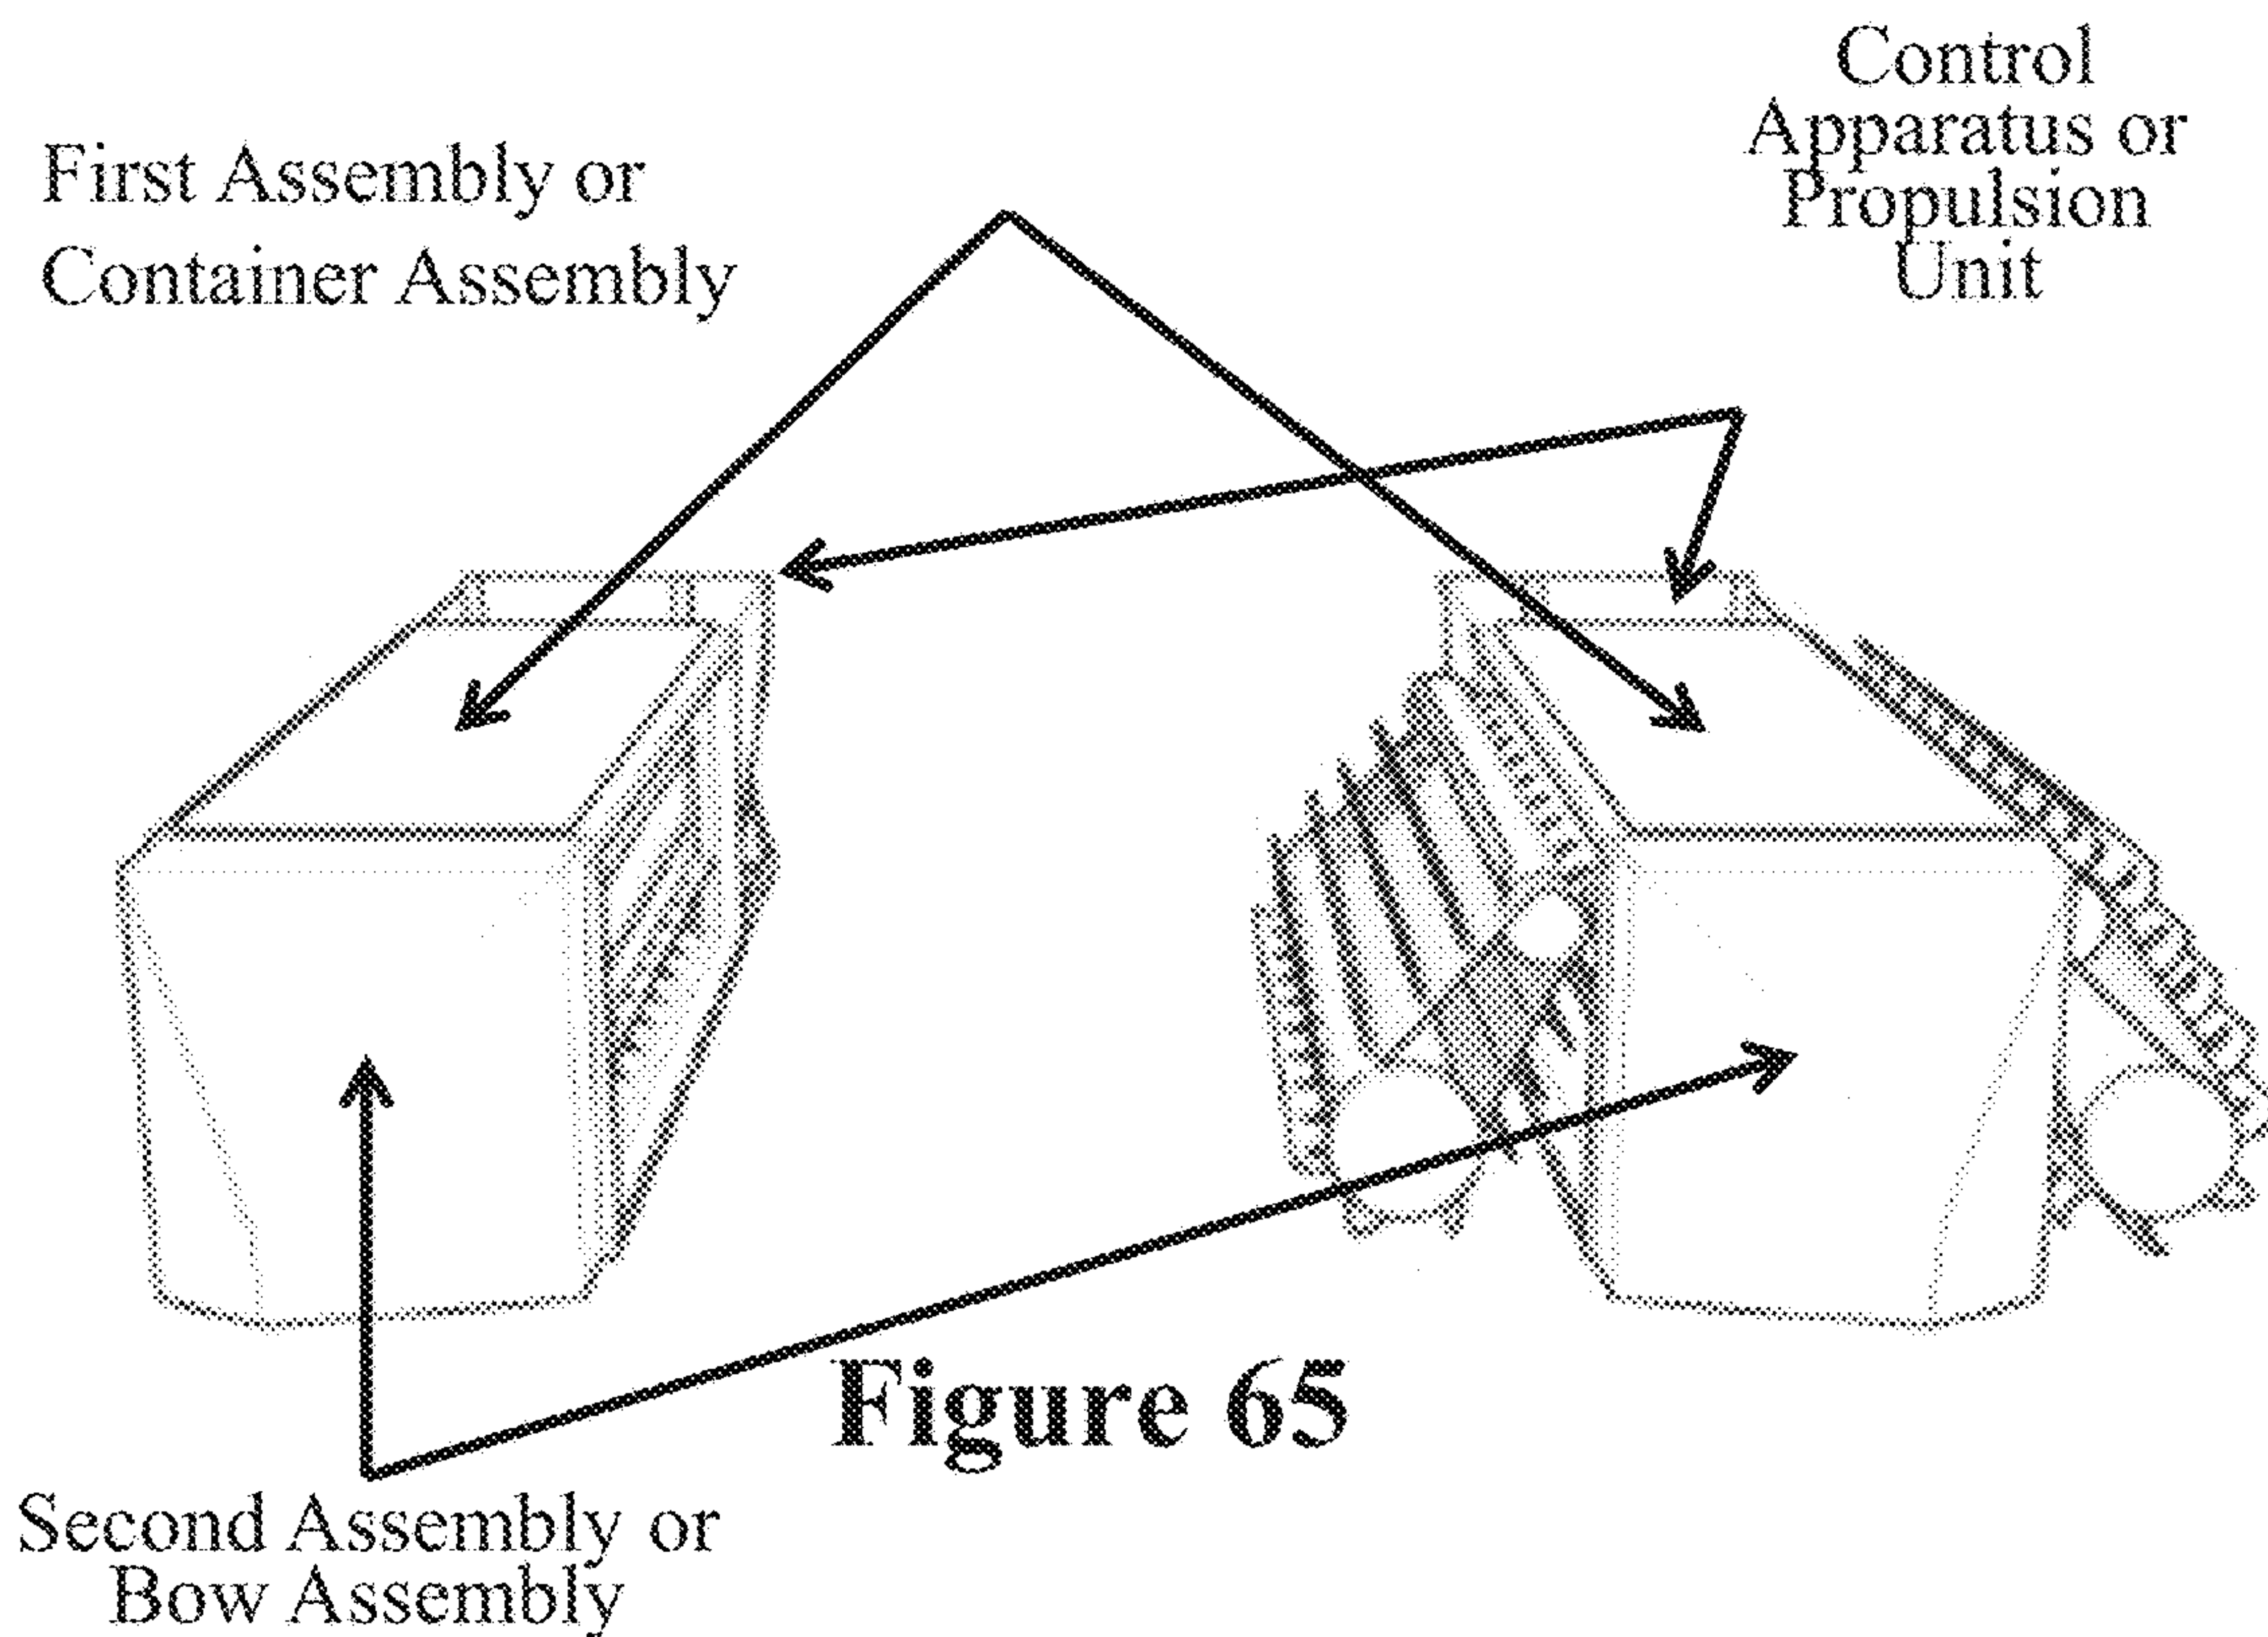 First Assembly or
Container Assembly
Control
Apparatus or
Propulsion
Unit
Figure 65
Second Assembly or
Bow Assembly